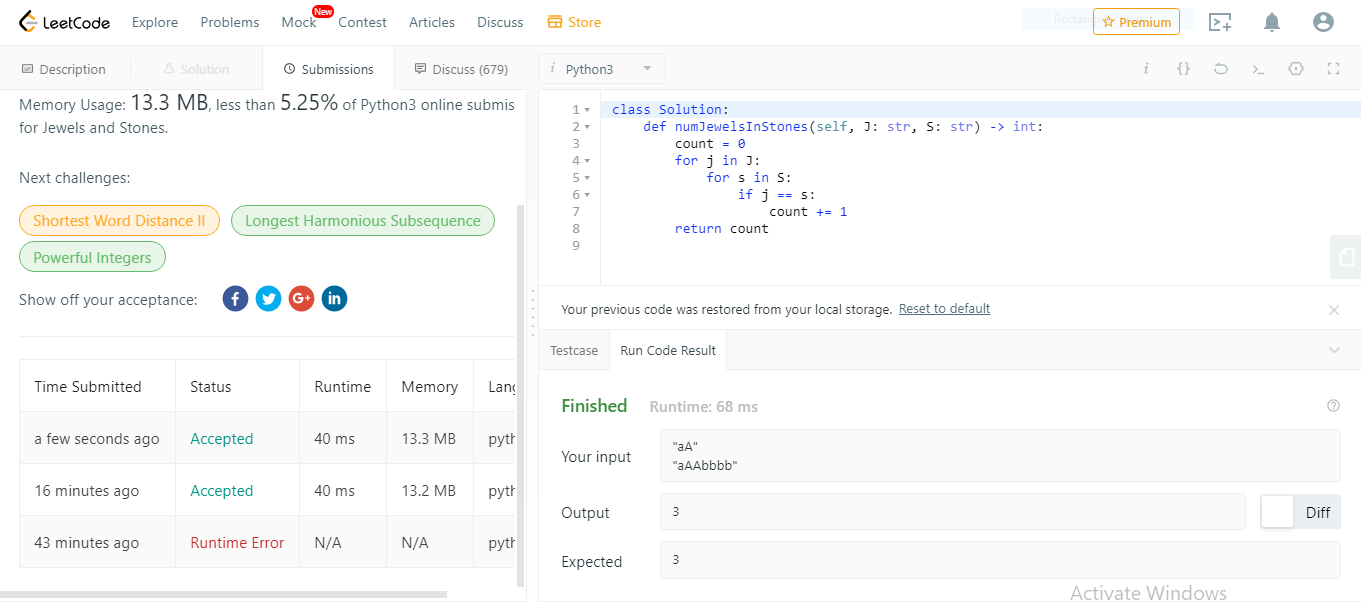 LeetCode Explore Problems Mock New Contest Articles Discuss Store Premium
Description Solution Submissions Discuss (679)
Memory Usage: 13.3 MB, less than 5.25% of Python3 online submis
for Jewels and Stones.
Next challenges:
Shortest Word Distance II Longest Harmonious Subsequence
Powerful Integers
Show off your acceptance: f G+ in
Time Submitted Status Runtime Memory Lang
a few seconds ago Accepted 40 ms 13.3 MB pyth
16 minutes ago Accepted 40 ms 13.2 MB pyth
43 minutes ago Runtime Error N/A N/A pyth
i Python3 i {} >_
1 class Solution:
2 def numJewelsInStones(self, J: str, S: str) -> int:
3 count = 0
4 for j in J:
5 for s in S:
6 if j == s:
7 count += 1
8 return count
9
Your previous code was restored from your local storage. Reset to default
Testcase Run Code Result
Finished Runtime: 68 ms
Your input
"aA"
"aAAbbbb"
Output 3 Diff
Expected 3
Activate Windows